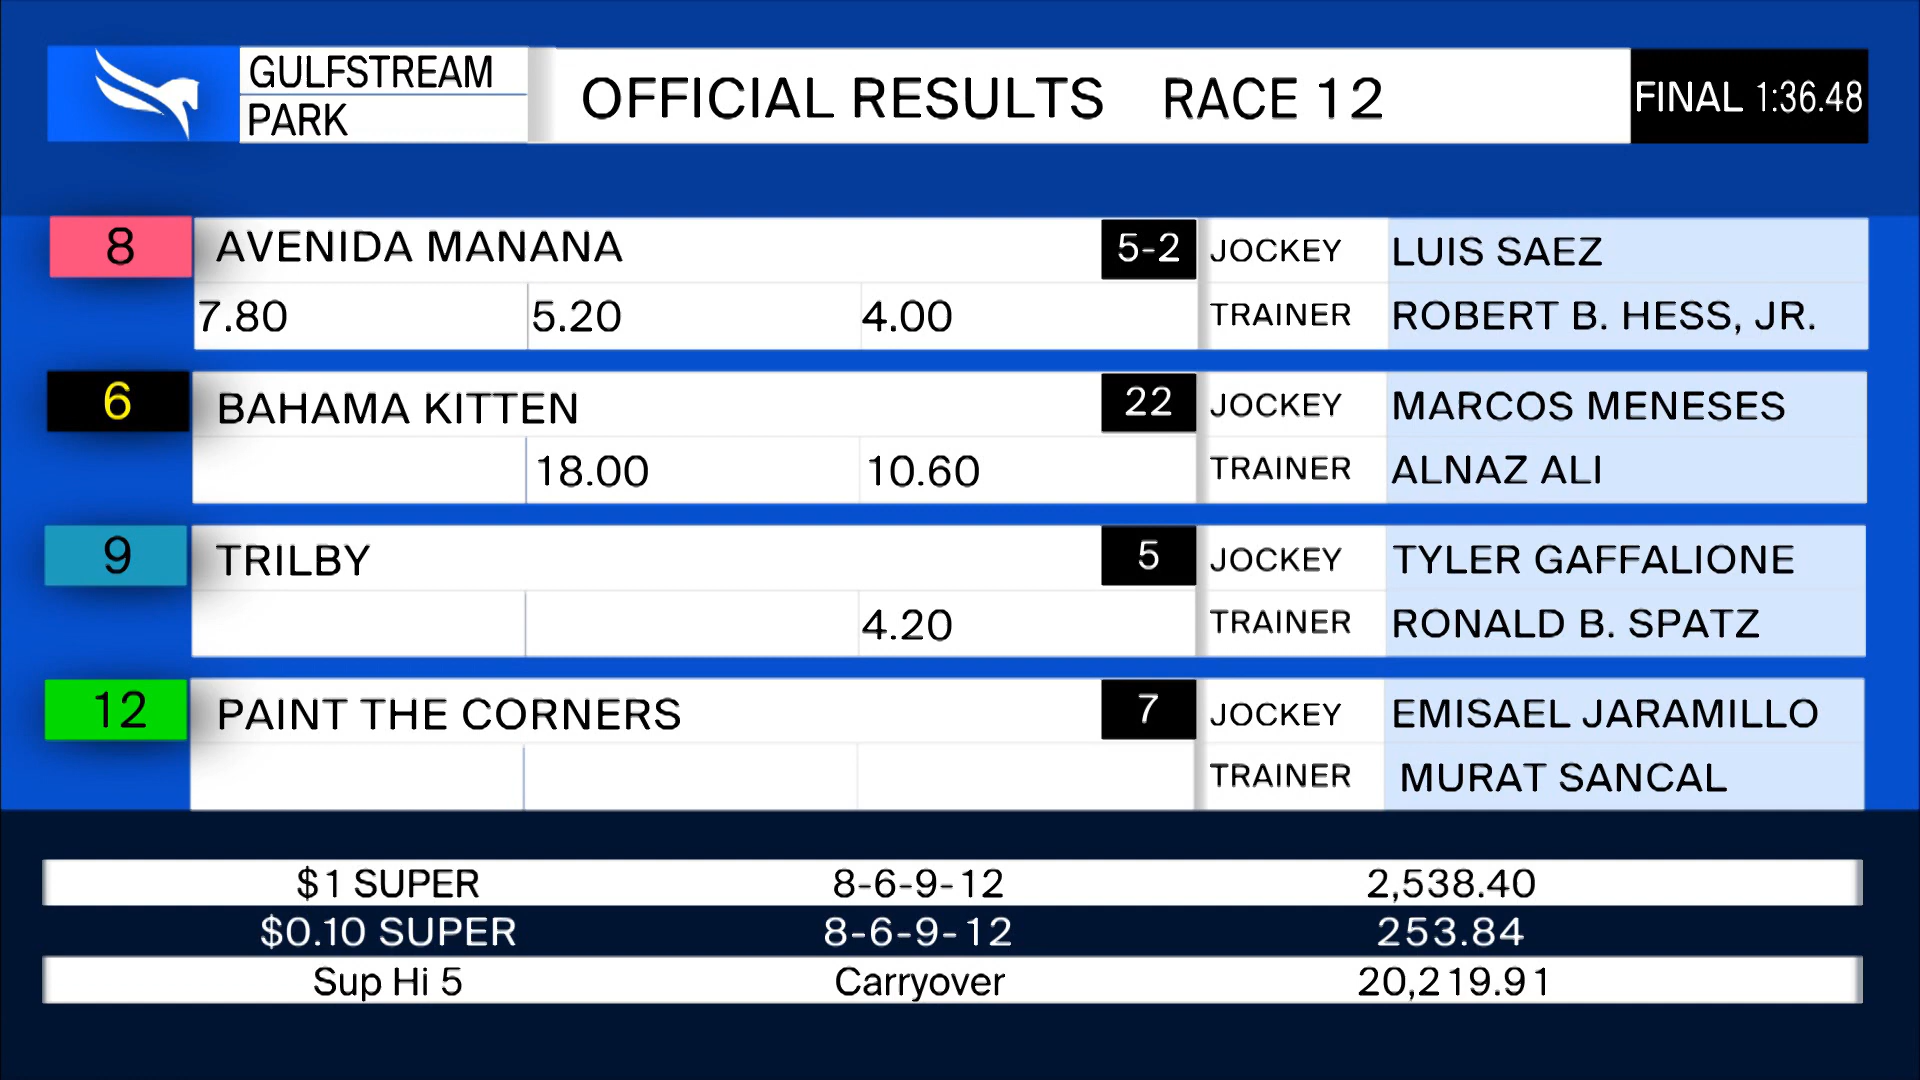 GULFSTREAM
PARK
OFFICIAL RESULTS RACE 12
FINAL 1:36.48
8 AVENIDA MANANA 5-2 JOCKEY LUIS SAEZ
7.80 5.20 4.00 TRAINER ROBERT B. HESS, JR.
6 BAHAMA KITTEN 22 JOCKEY MARCOS MENESES
18.00 10.60 TRAINER ALNAZ ALI
9 TRILBY 5 JOCKEY TYLER GAFFALIONE
4.20 TRAINER RONALD B. SPATZ
12 PAINT THE CORNERS 7 JOCKEY EMISAEL JARAMILLO
TRAINER MURAT SANCAL
$1 SUPER 8-6-9-12 2,538.40
$0.10 SUPER 8-6-9-12 253.84
Sup Hi 5 Carryover 20,219.91